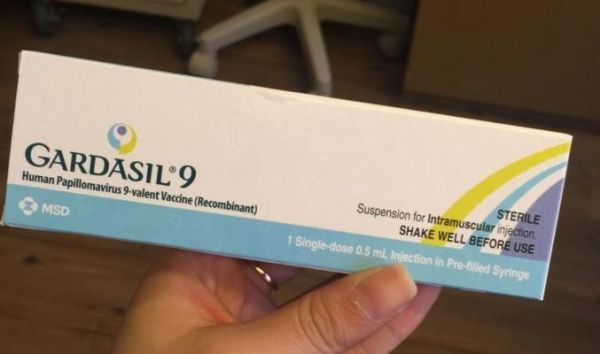 GARDASIL®9
Human Papillomavirus 9-valent Vaccine (Recombinant)
MSD
STERILE
Suspension for Intramuscular injection.
SHAKE WELL BEFORE USE
1 Single-dose 0.5 mL Injection in Pre-filled Syringe